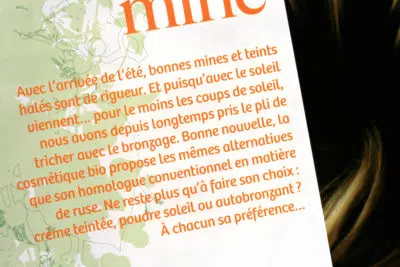 mine
Avec l'arrivée de l'été, bonnes mines et teints
halés sont de rigueur. Et puisqu'avec le soleil
viennent... pour le moins les coups de soleil,
nous avons depuis longtemps pris le pli de
tricher avec le bronzage. Bonne nouvelle, la
cosmétique bio propose les mêmes alternatives
que son homologue conventionnel en matière
de ruse. Ne reste plus qu'à faire son choix :
crème teintée, poudre soleil ou autobronzant ?
À chacun sa préférence...